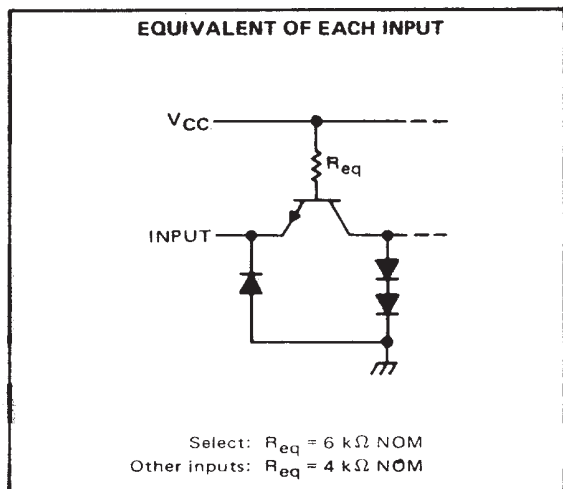 EQUIVALENT OF EACH INPUT
VCC
Req
INPUT
Select: Req = 6 kΩ NOM
Other inputs: Req = 4 kΩ NOM